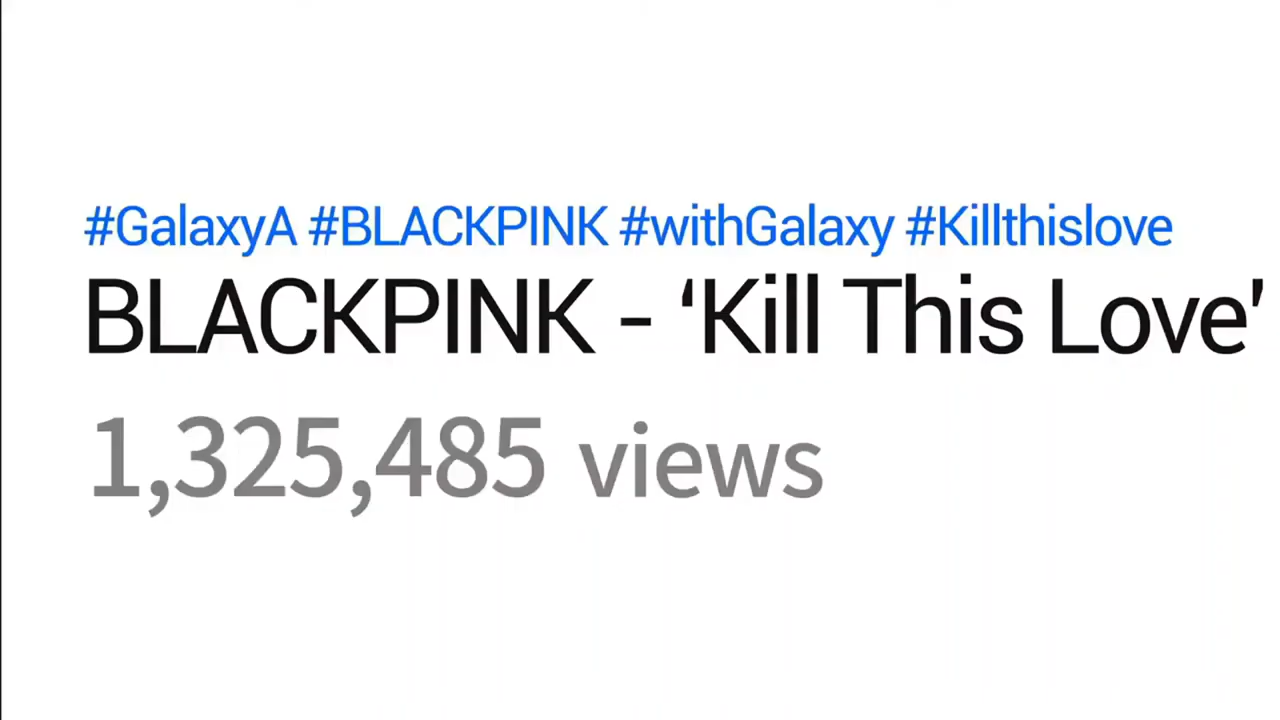 #GalaxyA #BLACKPINK #withGalaxy #Killthislove
BLACKPINK - ‘Kill This Love’
1,325,485 views